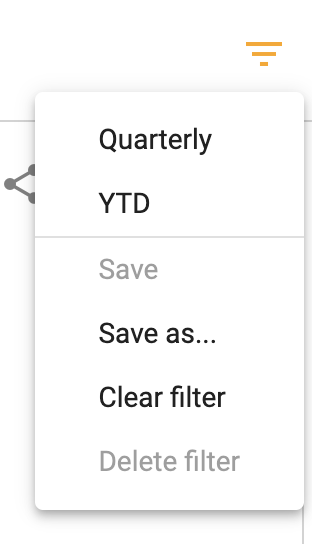 Quarterly
YTD
Save
Save as...
Clear filter
Delete filter